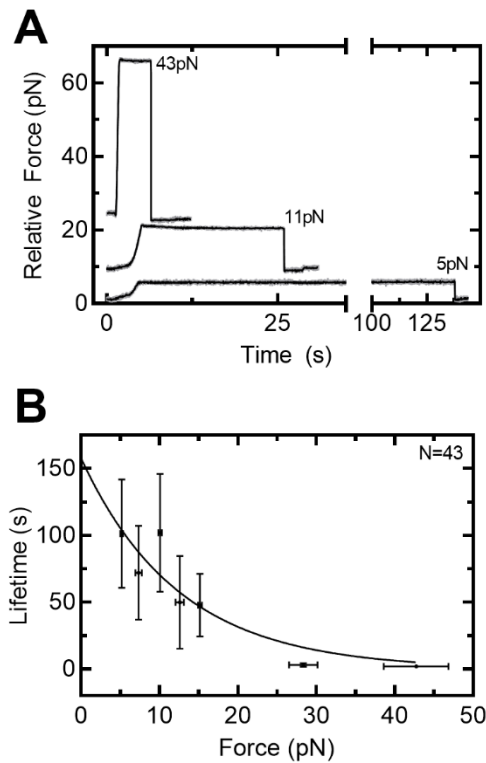 A
60
40
20
0
Relative Force (pN)
43pN
11pN
5pN
0 25 100 125
Time (s)
B
150
100
50
0
Lifetime (s)
N=43
0 10 20 30 40 50
Force (pN)